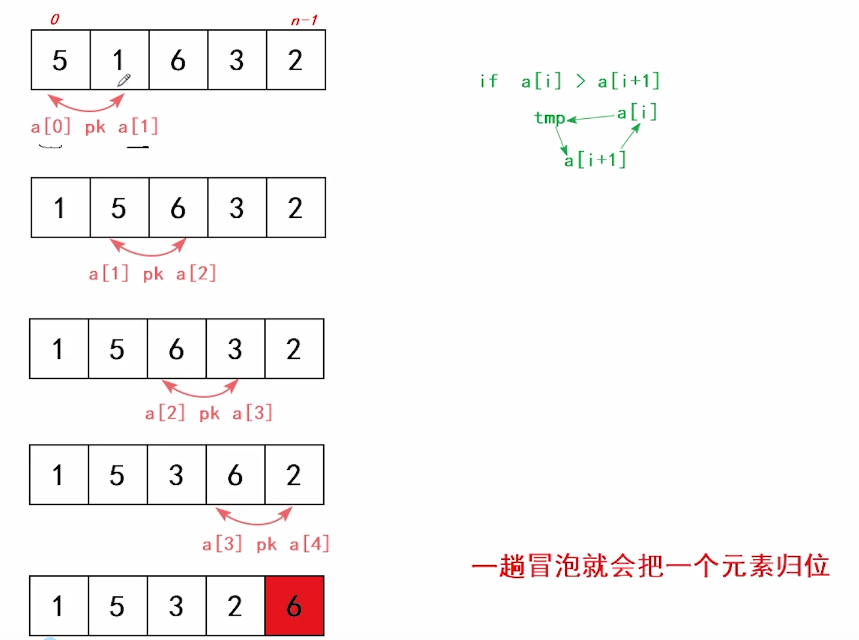 0 n-1
5 1 6 3 2
a[0] pk a[1]
1 5 6 3 2
a[1] pk a[2]
1 5 6 3 2
a[2] pk a[3]
1 5 3 6 2
a[3] pk a[4]
1 5 3 2 6
if a[i] > a[i+1]
tmp a[i]
a[i+1]
一趟冒泡就会把一个元素归位